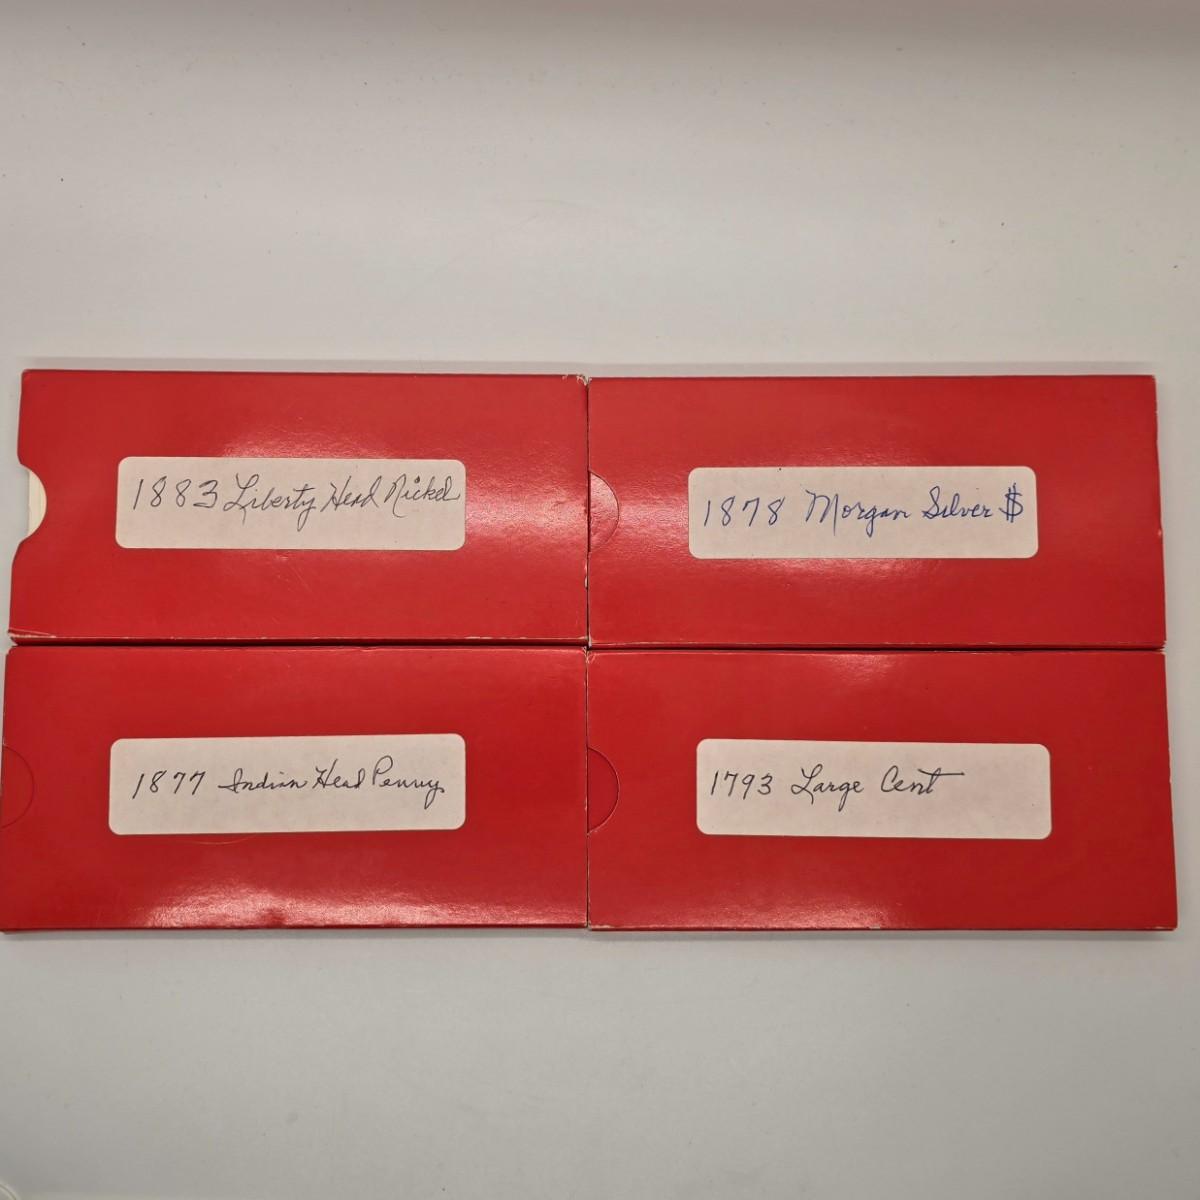 1883 Liberty Head Nickel
1878 Morgan Silver $
1877 Indian Head Penny
1793 Large Cent